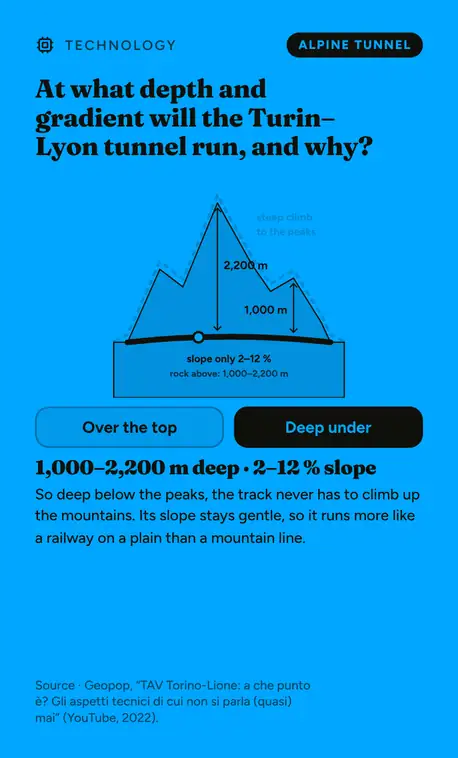 TECHNOLOGY
ALPINE TUNNEL
At what depth and
gradient will the Turin–
Lyon tunnel run, and why?
steep climb
to the peaks
2,200 m
1,000 m
slope only 2–12 %
rock above: 1,000–2,200 m
Over the top
Deep under
1,000–2,200 m deep · 2–12 % slope
So deep below the peaks, the track never has to climb up
the mountains. Its slope stays gentle, so it runs more like
a railway on a plain than a mountain line.
Source · Geopop, “TAV Torino-Lione: a che punto
è? Gli aspetti tecnici di cui non si parla (quasi)
mai” (YouTube, 2022).